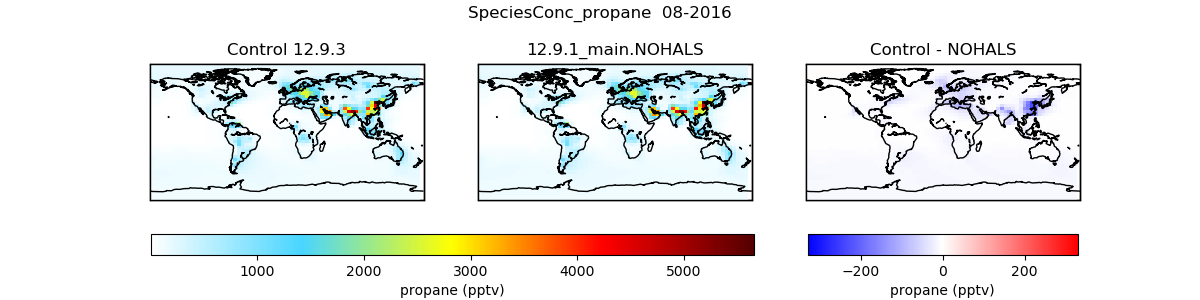 SpeciesConc_propane  08-2016
Control 12.9.3
12.9.1_main.NOHALS
Control - NOHALS
1000 2000 3000 4000 5000
propane (pptv)
−200 0 200
propane (pptv)